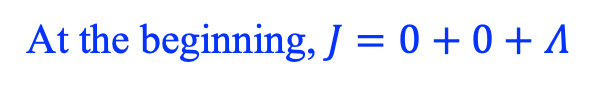 At the beginning, J = 0 + 0 + Λ